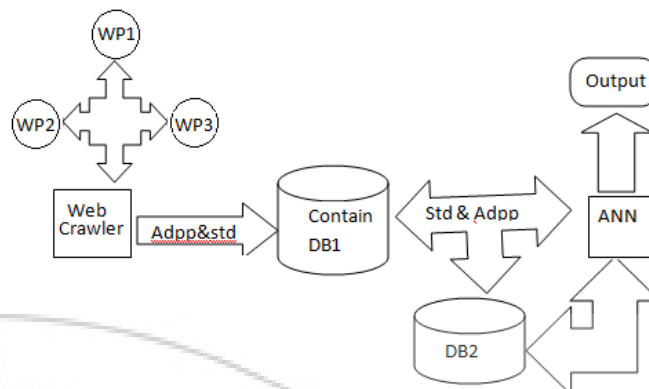 WP1
WP2
WP3
Output
Web
Crawler
Adpp&std
Contain
DB1
Std & Adpp
ANN
DB2